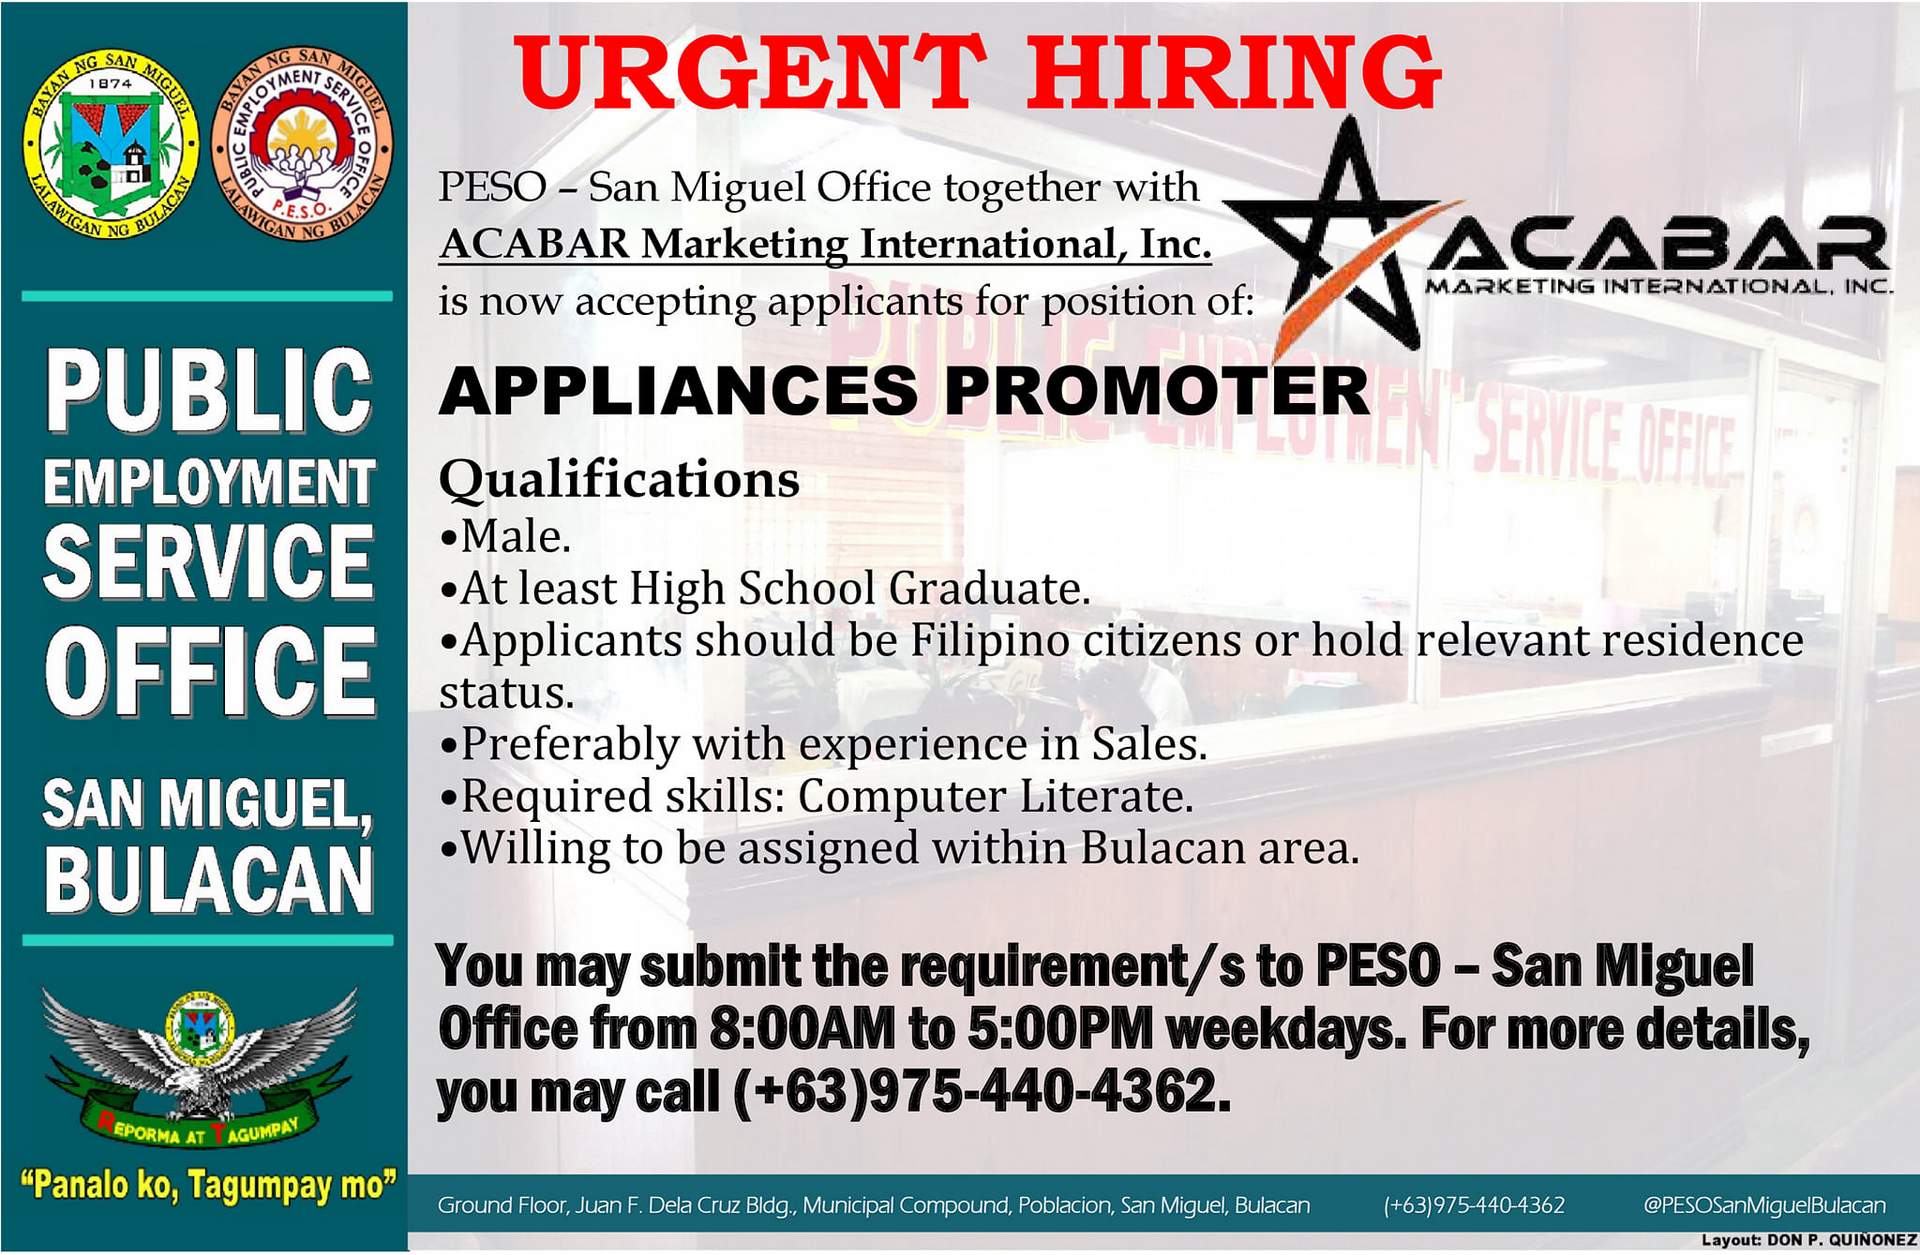 BAYAN NG SAN MIGUEL
1874
LALAWIGAN NG BULACAN
BAYAN NG SAN MIGUEL
PUBLIC EMPLOYMENT SERVICE OFFICE
P.E.S.O.
LALAWIGAN NG BULACAN
PUBLIC
EMPLOYMENT
SERVICE
OFFICE
SAN MIGUEL,
BULACAN
REPORMA AT TAGUMPAY
“Panalo ko, Tagumpay mo”
URGENT HIRING
PESO – San Miguel Office together with
ACABAR Marketing International, Inc.
is now accepting applicants for position of:
ACABAR
MARKETING INTERNATIONAL, INC.
PUBLIC EMPLOYMENT SERVICE OFFICE
APPLIANCES PROMOTER
Qualifications
•Male.
•At least High School Graduate.
•Applicants should be Filipino citizens or hold relevant residence
status.
•Preferably with experience in Sales.
•Required skills: Computer Literate.
•Willing to be assigned within Bulacan area.
You may submit the requirement/s to PESO – San Miguel
Office from 8:00AM to 5:00PM weekdays. For more details,
you may call (+63)975-440-4362.
Ground Floor, Juan F. Dela Cruz Bldg., Municipal Compound, Poblacion, San Miguel, Bulacan (+63)975-440-4362 @PESOSanMiguelBulacan
Layout: DON P. QUIÑONEZ